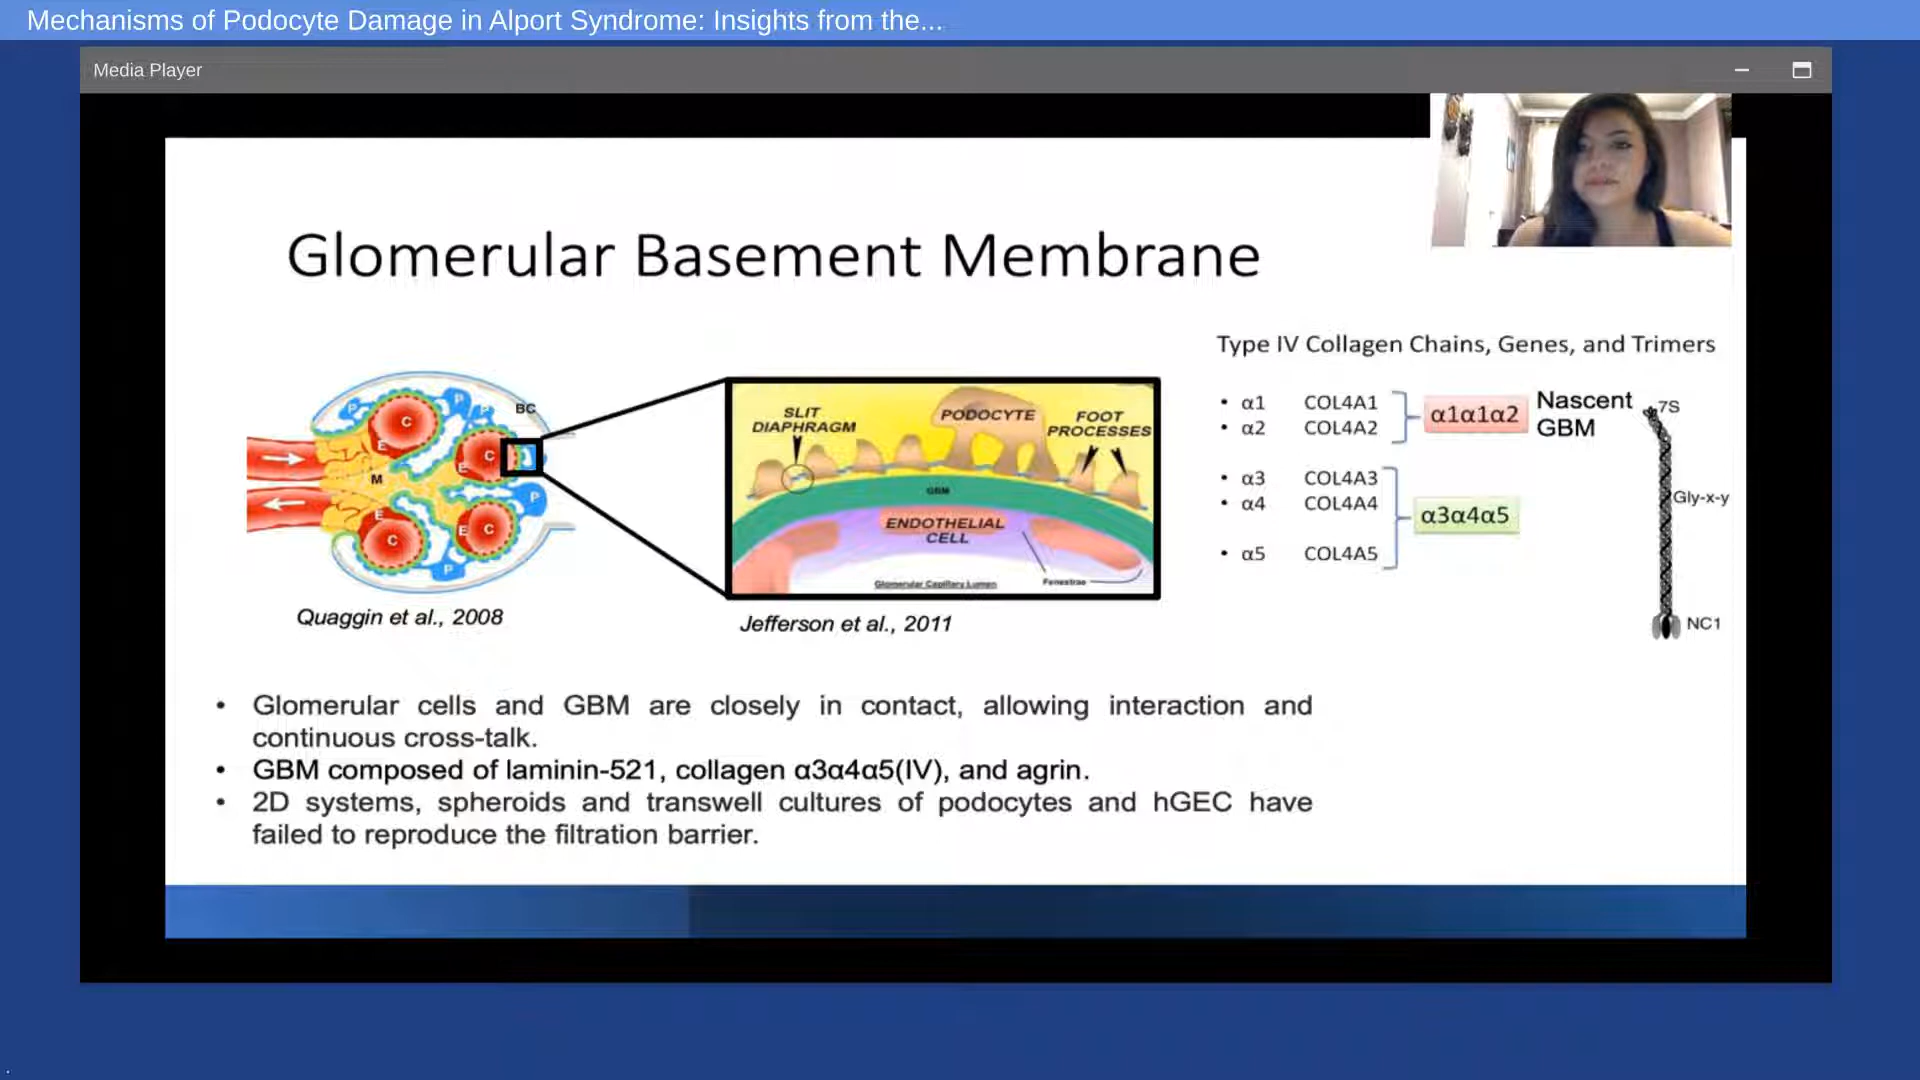 Mechanisms of Podocyte Damage in Alport Syndrome: Insights from the...
Media Player
Glomerular Basement Membrane
Type IV Collagen Chains, Genes, and Trimers
• α1 COL4A1
• α2 COL4A2
α1α1α2
Nascent
GBM
• α3 COL4A3
• α4 COL4A4
• α5 COL4A5
α3α4α5
7S
Gly-x-y
NC1
P
P
P
BC
C
E
C
E
M
P
E
C
E
C
P
Quaggin et al., 2008
SLIT
DIAPHRAGM
PODOCYTE
FOOT
PROCESSES
GBM
ENDOTHELIAL
CELL
Glomerular Capillary Lumen
Fenestrae
Jefferson et al., 2011
• Glomerular cells and GBM are closely in contact, allowing interaction and
continuous cross-talk.
• GBM composed of laminin-521, collagen α3α4α5(IV), and agrin.
• 2D systems, spheroids and transwell cultures of podocytes and hGEC have
failed to reproduce the filtration barrier.